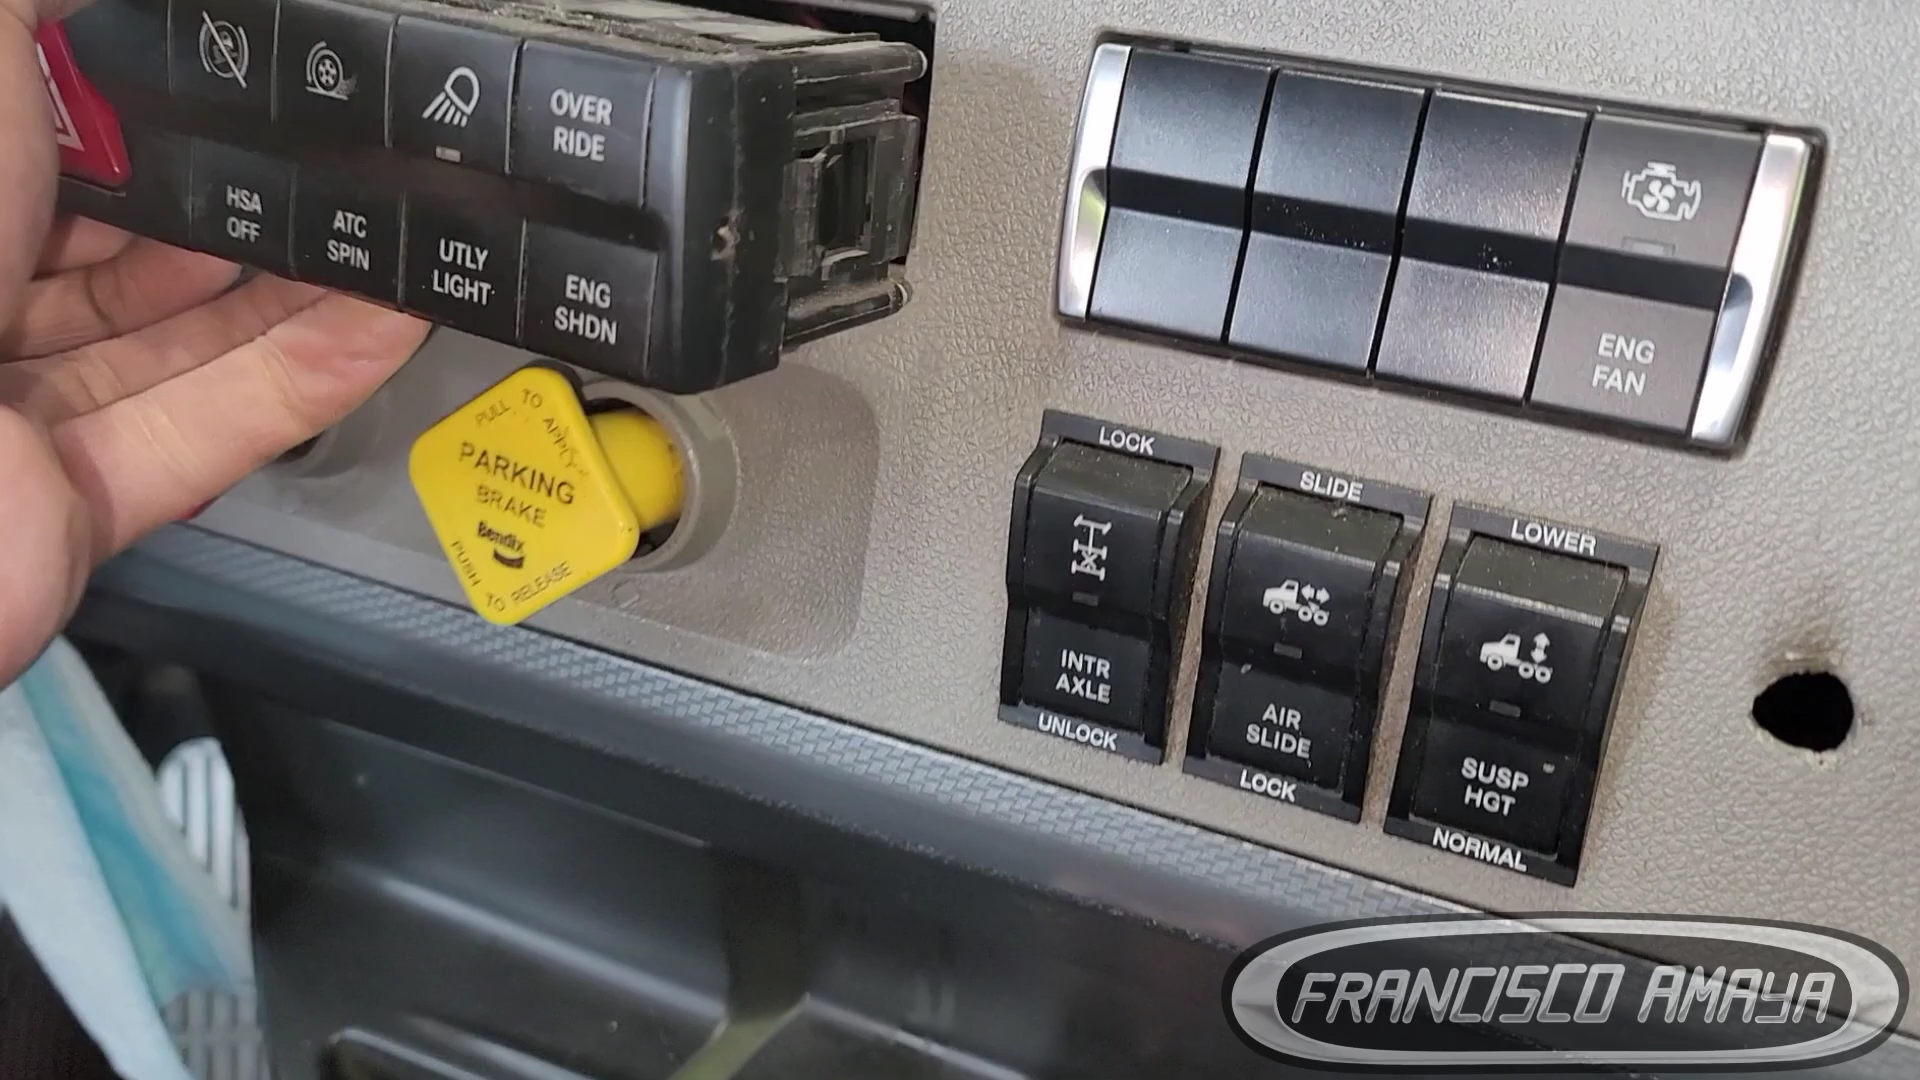 OVER
RIDE
HSA
OFF
ATC
SPIN
UTLY
LIGHT
ENG
SHDN
ENG
FAN
PULL TO APPLY
PARKING
BRAKE
Bendix
PUSH TO RELEASE
LOCK
INTR
AXLE
UNLOCK
SLIDE
AIR
SLIDE
LOCK
LOWER
SUSP
HGT
NORMAL
FRANCISCO AMAYA